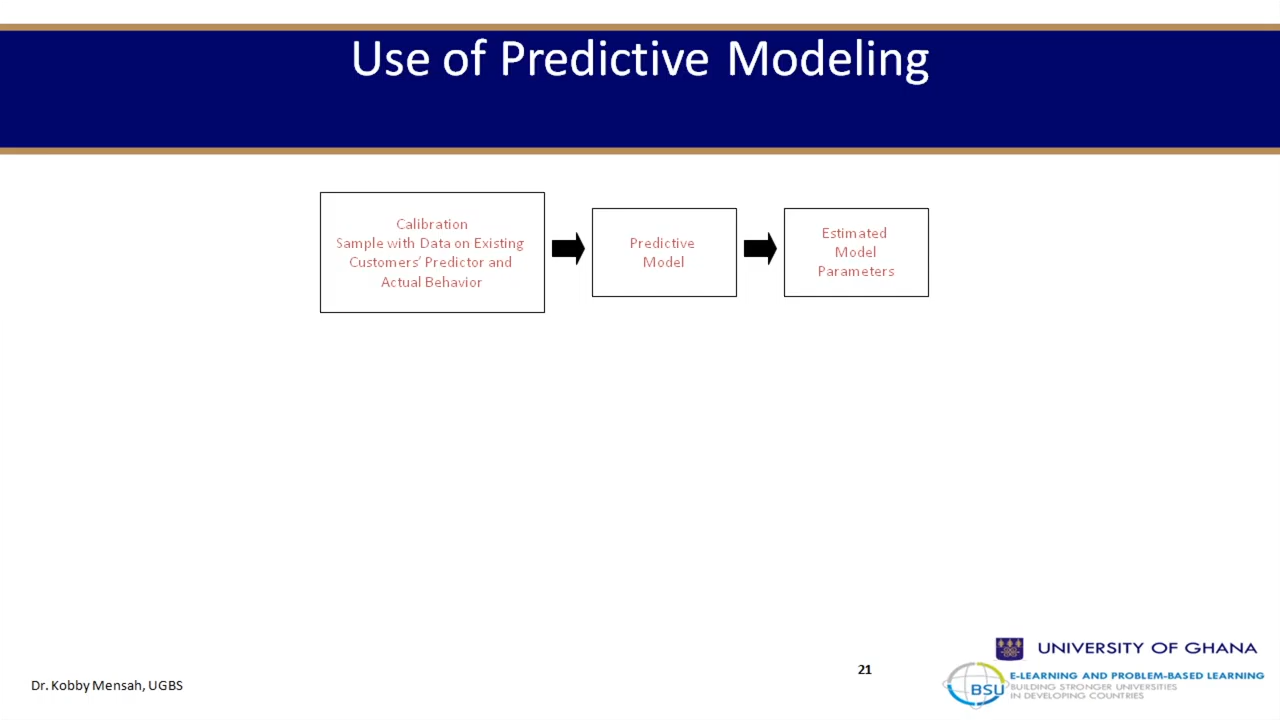 Use of Predictive Modeling
Calibration
Sample with Data on Existing
Customers’ Predictor and
Actual Behavior
Predictive
Model
Estimated
Model
Parameters
Dr. Kobby Mensah, UGBS
21
UNIVERSITY OF GHANA
BSU
E-LEARNING AND PROBLEM-BASED LEARNING
BUILDING STRONGER UNIVERSITIES
IN DEVELOPING COUNTRIES